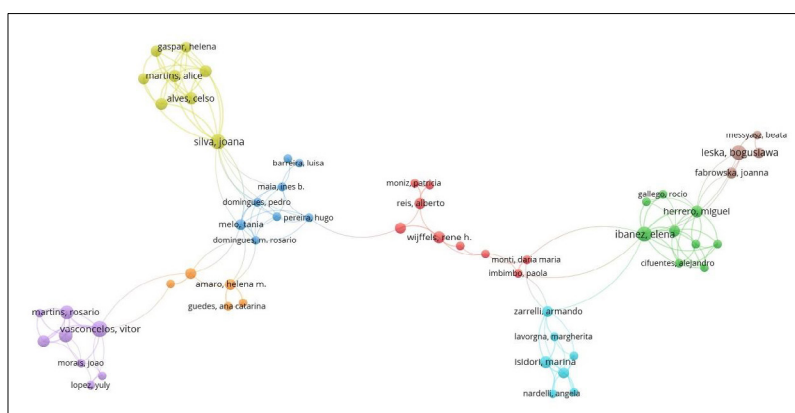 gaspar, helena
martins, alice
alves, celso
silva, joana
barreira, luisa
maia, ines b.
domingues, pedro
pereira, hugo
melo, tania
domingues, m. rosario
amaro, helena m.
guedes, ana catarina
martins, rosario
vasconcelos, vitor
morais, joao
lopez, yuly
moniz, patricia
reis, alberto
wijffels, rene h.
monti, daria maria
imbimbo, paola
zarrelli, armando
lavorgna, margherita
isidori, marina
nardelli, angela
messyasz, beata
leska, boguslawa
fabrowska, joanna
gallego, rocio
herrero, miguel
ibanez, elena
cifuentes, alejandro